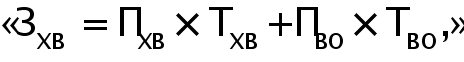 «З_ХВ = П_ХВ × Т_ХВ + П_ВО × Т_ВО,»